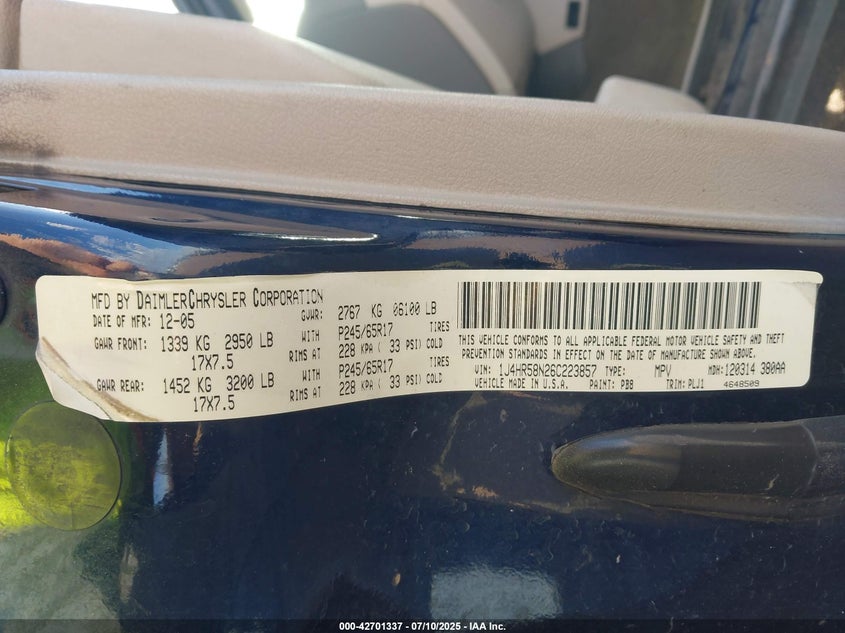 MFD BY DAIMLERCHRYSLER CORPORATION
DATE OF MFR: 12-05 GVWR: 2767 KG 06100 LB
GAWR FRONT: 1339 KG 2950 LB WITH P245/65R17 TIRES
17X7.5 RIMS AT 228 KPA ( 33 PSI) COLD
GAWR REAR: 1452 KG 3200 LB WITH P245/65R17 TIRES
17X7.5 RIMS AT 228 KPA ( 33 PSI) COLD
THIS VEHICLE CONFORMS TO ALL APPLICABLE FEDERAL MOTOR VEHICLE SAFETY AND THEFT
PREVENTION STANDARDS IN EFFECT ON THE DATE OF MANUFACTURE SHOWN ABOVE.
VIN: 1J4HR58N26C223857 TYPE: MPV MDH: 120314 380AA
VEHICLE MADE IN U.S.A. PAINT: PB8 TRIM: PLJ1 4648509
000-42701337 - 07/10/2025 - IAA Inc.